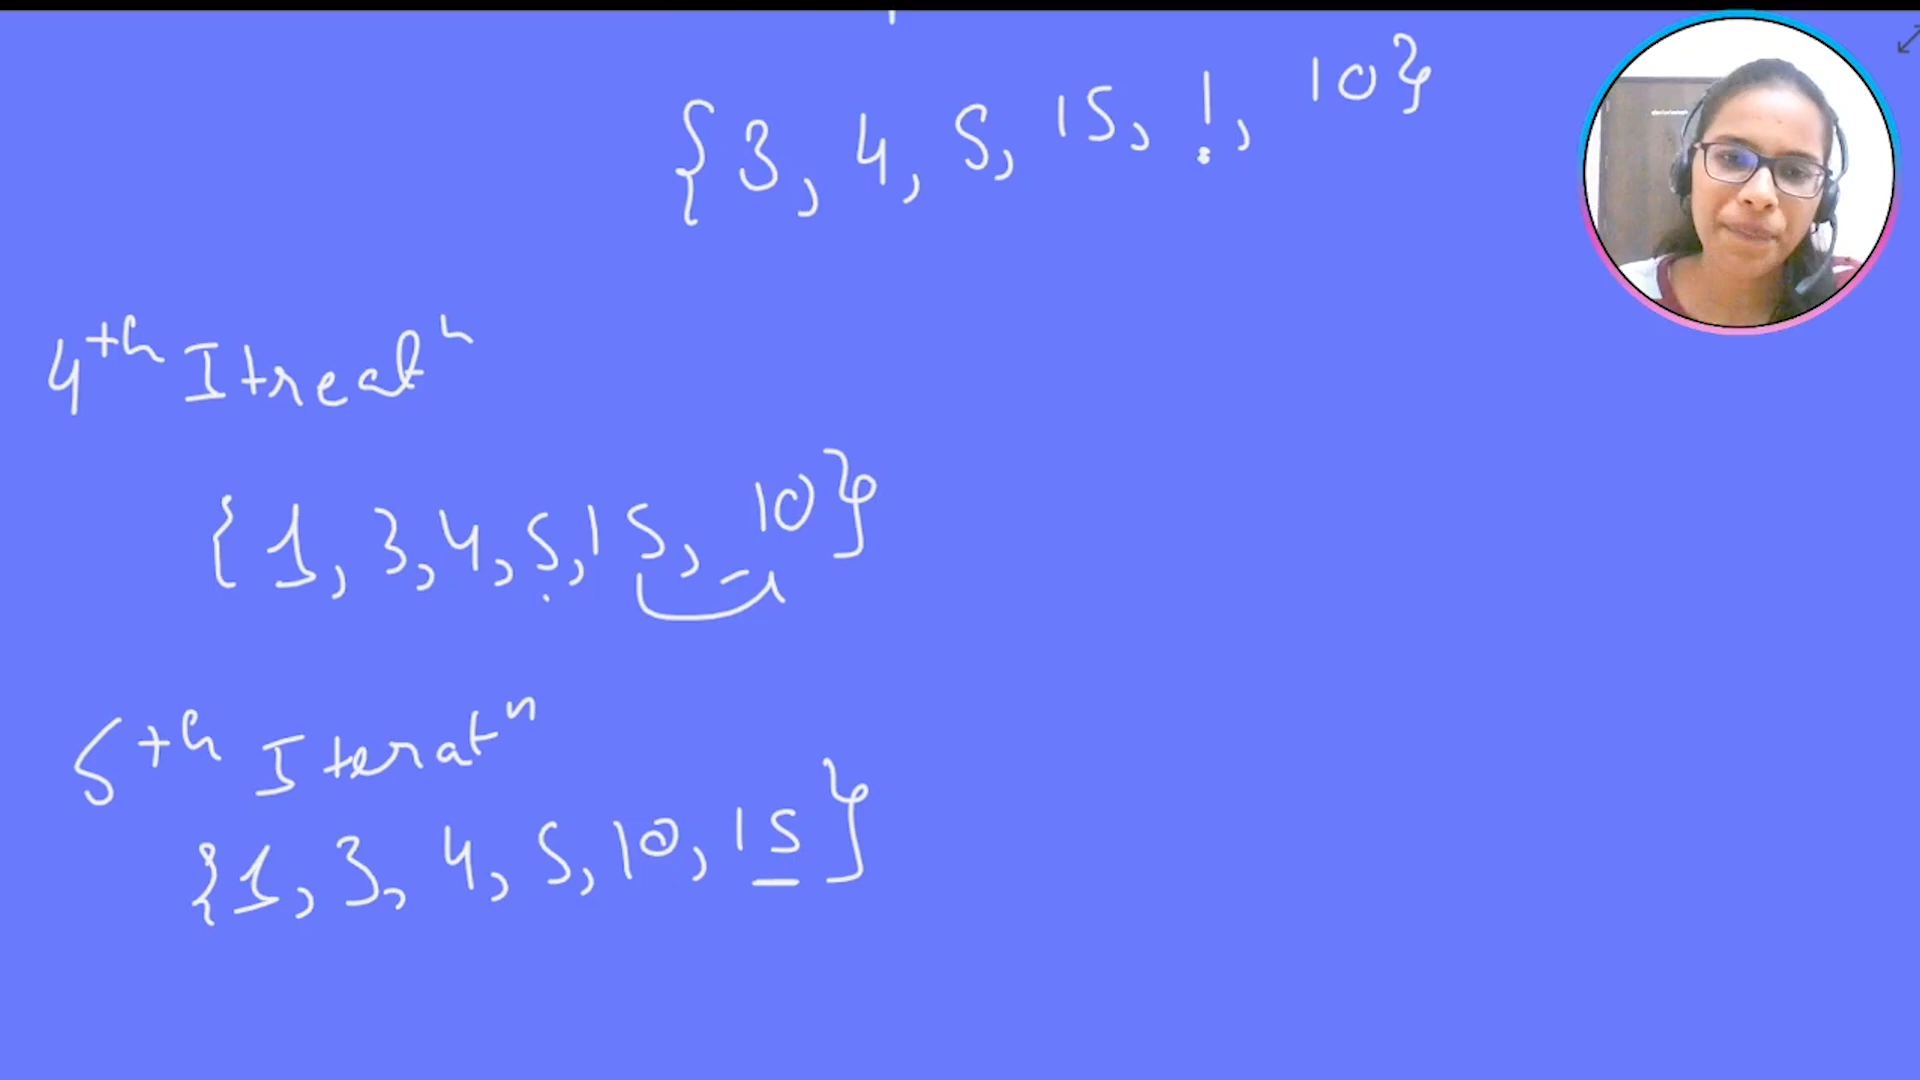 {3, 4, 5, 15, 1, 10}
4th Itreatn
{1, 3, 4, 5, 15, 10}
5th Iteratn
{1, 3, 4, 5, 10, 15}